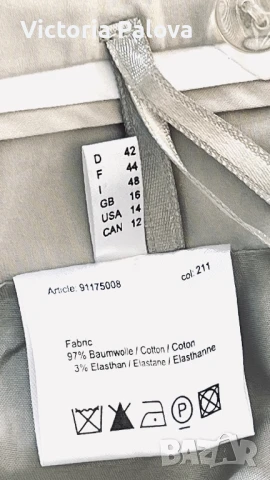 Victoria Palova
D 42
F 44
I 48
GB 16
USA 14
CAN 12
Article: 91175008 col: 211
Fabric
97% Baumwolle / Cotton / Coton
3% Elasthan / Elastane / Elasthanne
P
BAZAR